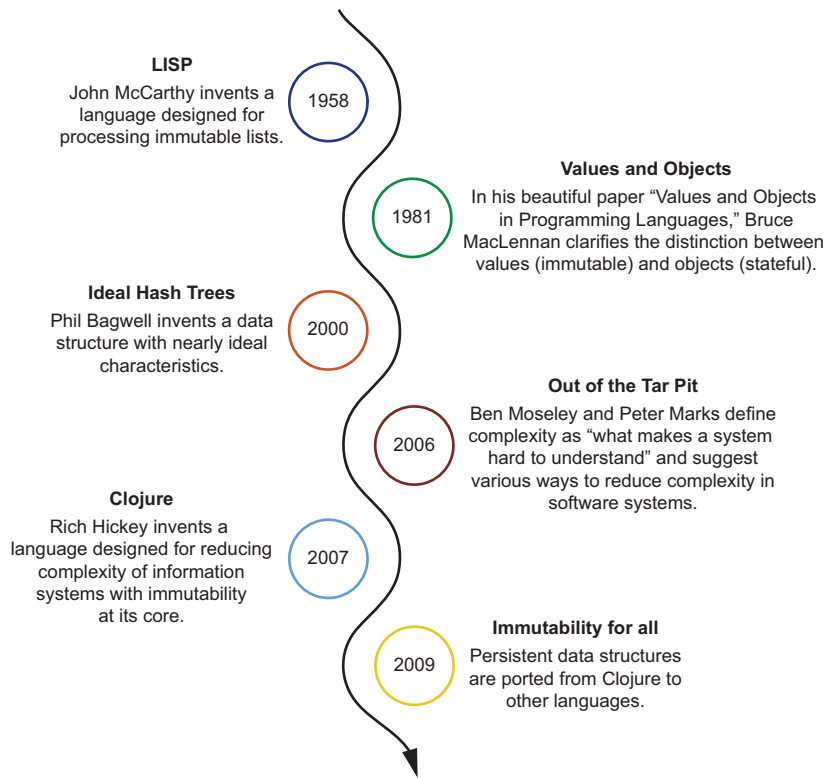 LISP
John McCarthy invents a
language designed for
processing immutable lists.
1958
Values and Objects
In his beautiful paper “Values and Objects
in Programming Languages,” Bruce
MacLennan clarifies the distinction between
values (immutable) and objects (stateful).
1981
Ideal Hash Trees
Phil Bagwell invents a data
structure with nearly ideal
characteristics.
2000
Out of the Tar Pit
Ben Moseley and Peter Marks define
complexity as “what makes a system
hard to understand” and suggest
various ways to reduce complexity in
software systems.
2006
Clojure
Rich Hickey invents a
language designed for reducing
complexity of information
systems with immutability
at its core.
2007
Immutability for all
Persistent data structures
are ported from Clojure to
other languages.
2009